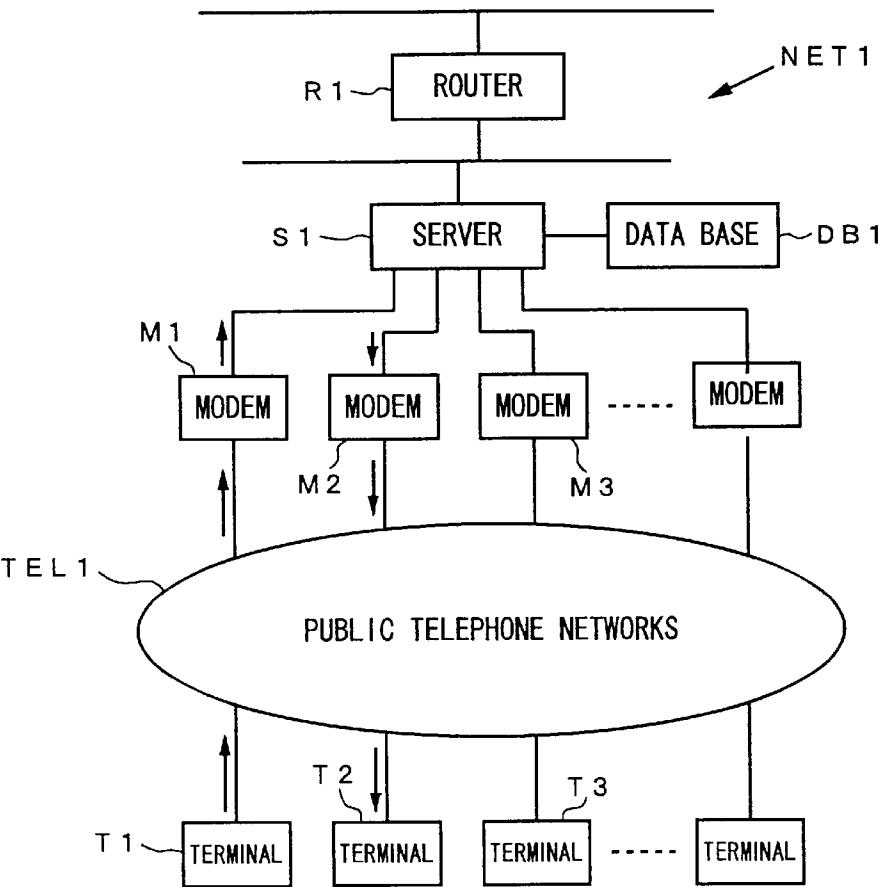 NET1
R1
ROUTER
S1
SERVER
DATA BASE
DB1
M1
MODEM
MODEM
MODEM
MODEM
M2
M3
TEL1
PUBLIC TELEPHONE NETWORKS
T2
T3
T1
TERMINAL
TERMINAL
TERMINAL
TERMINAL